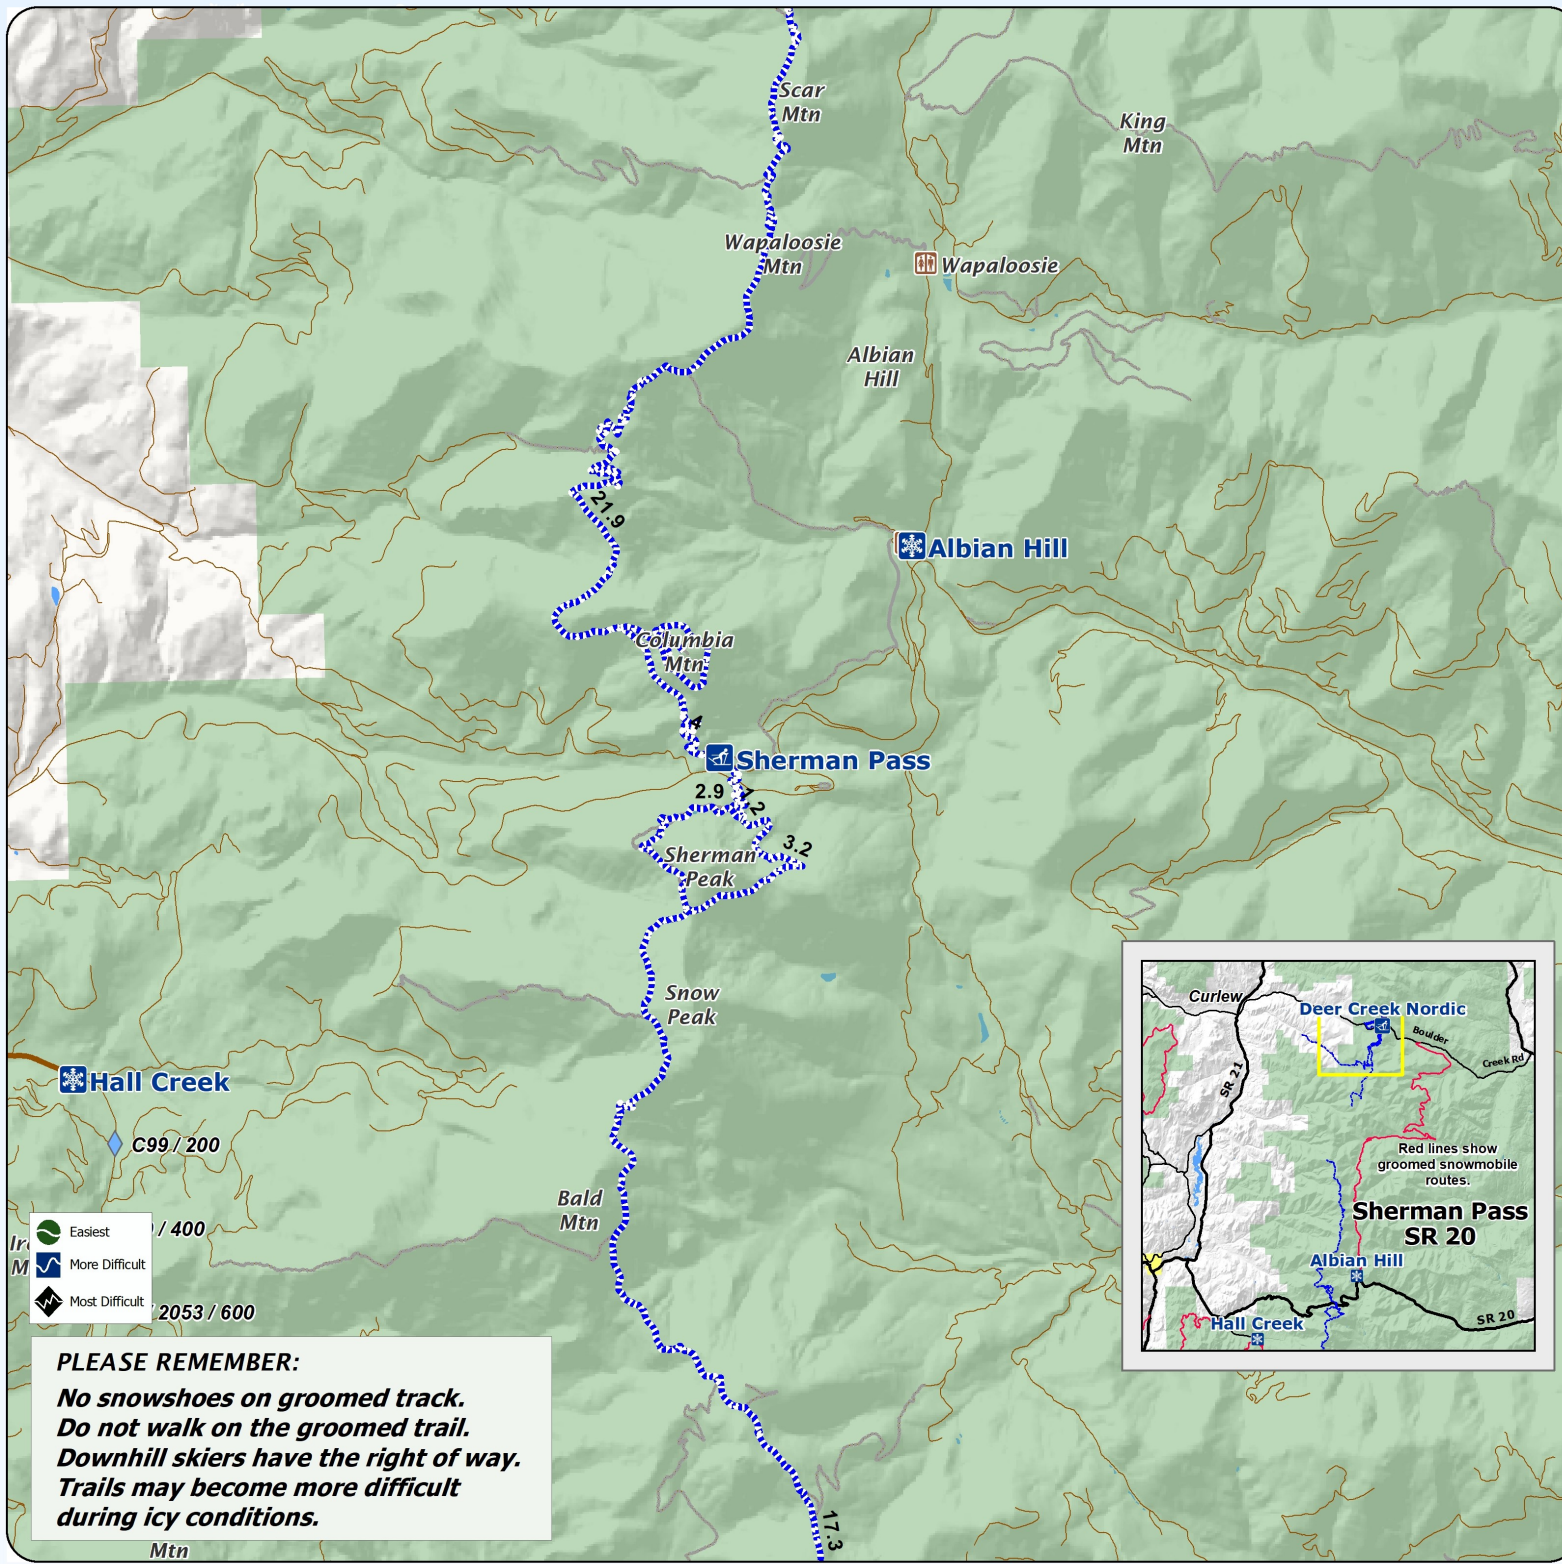 Scar
Mtn
King
Mtn
Wapaloosie
Mtn
Wapaloosie
Albian
Hill
21.9
Albian Hill
Columbia
Mtn
4
Sherman Pass
2.9
1.2
3.2
Sherman
Peak
Snow
Peak
Hall Creek
C99 / 200
Bald
Mtn
/ 400
2053 / 600
Easiest
More Difficult
Most Difficult
PLEASE REMEMBER:
No snowshoes on groomed track.
Do not walk on the groomed trail.
Downhill skiers have the right of way.
Trails may become more difficult
during icy conditions.
Mtn
17.3
Curlew
Deer Creek Nordic
Boulder
Creek Rd
SR 21
Red lines show
groomed snowmobile
routes.
Sherman Pass
SR 20
Albian Hill
Hall Creek
SR 20